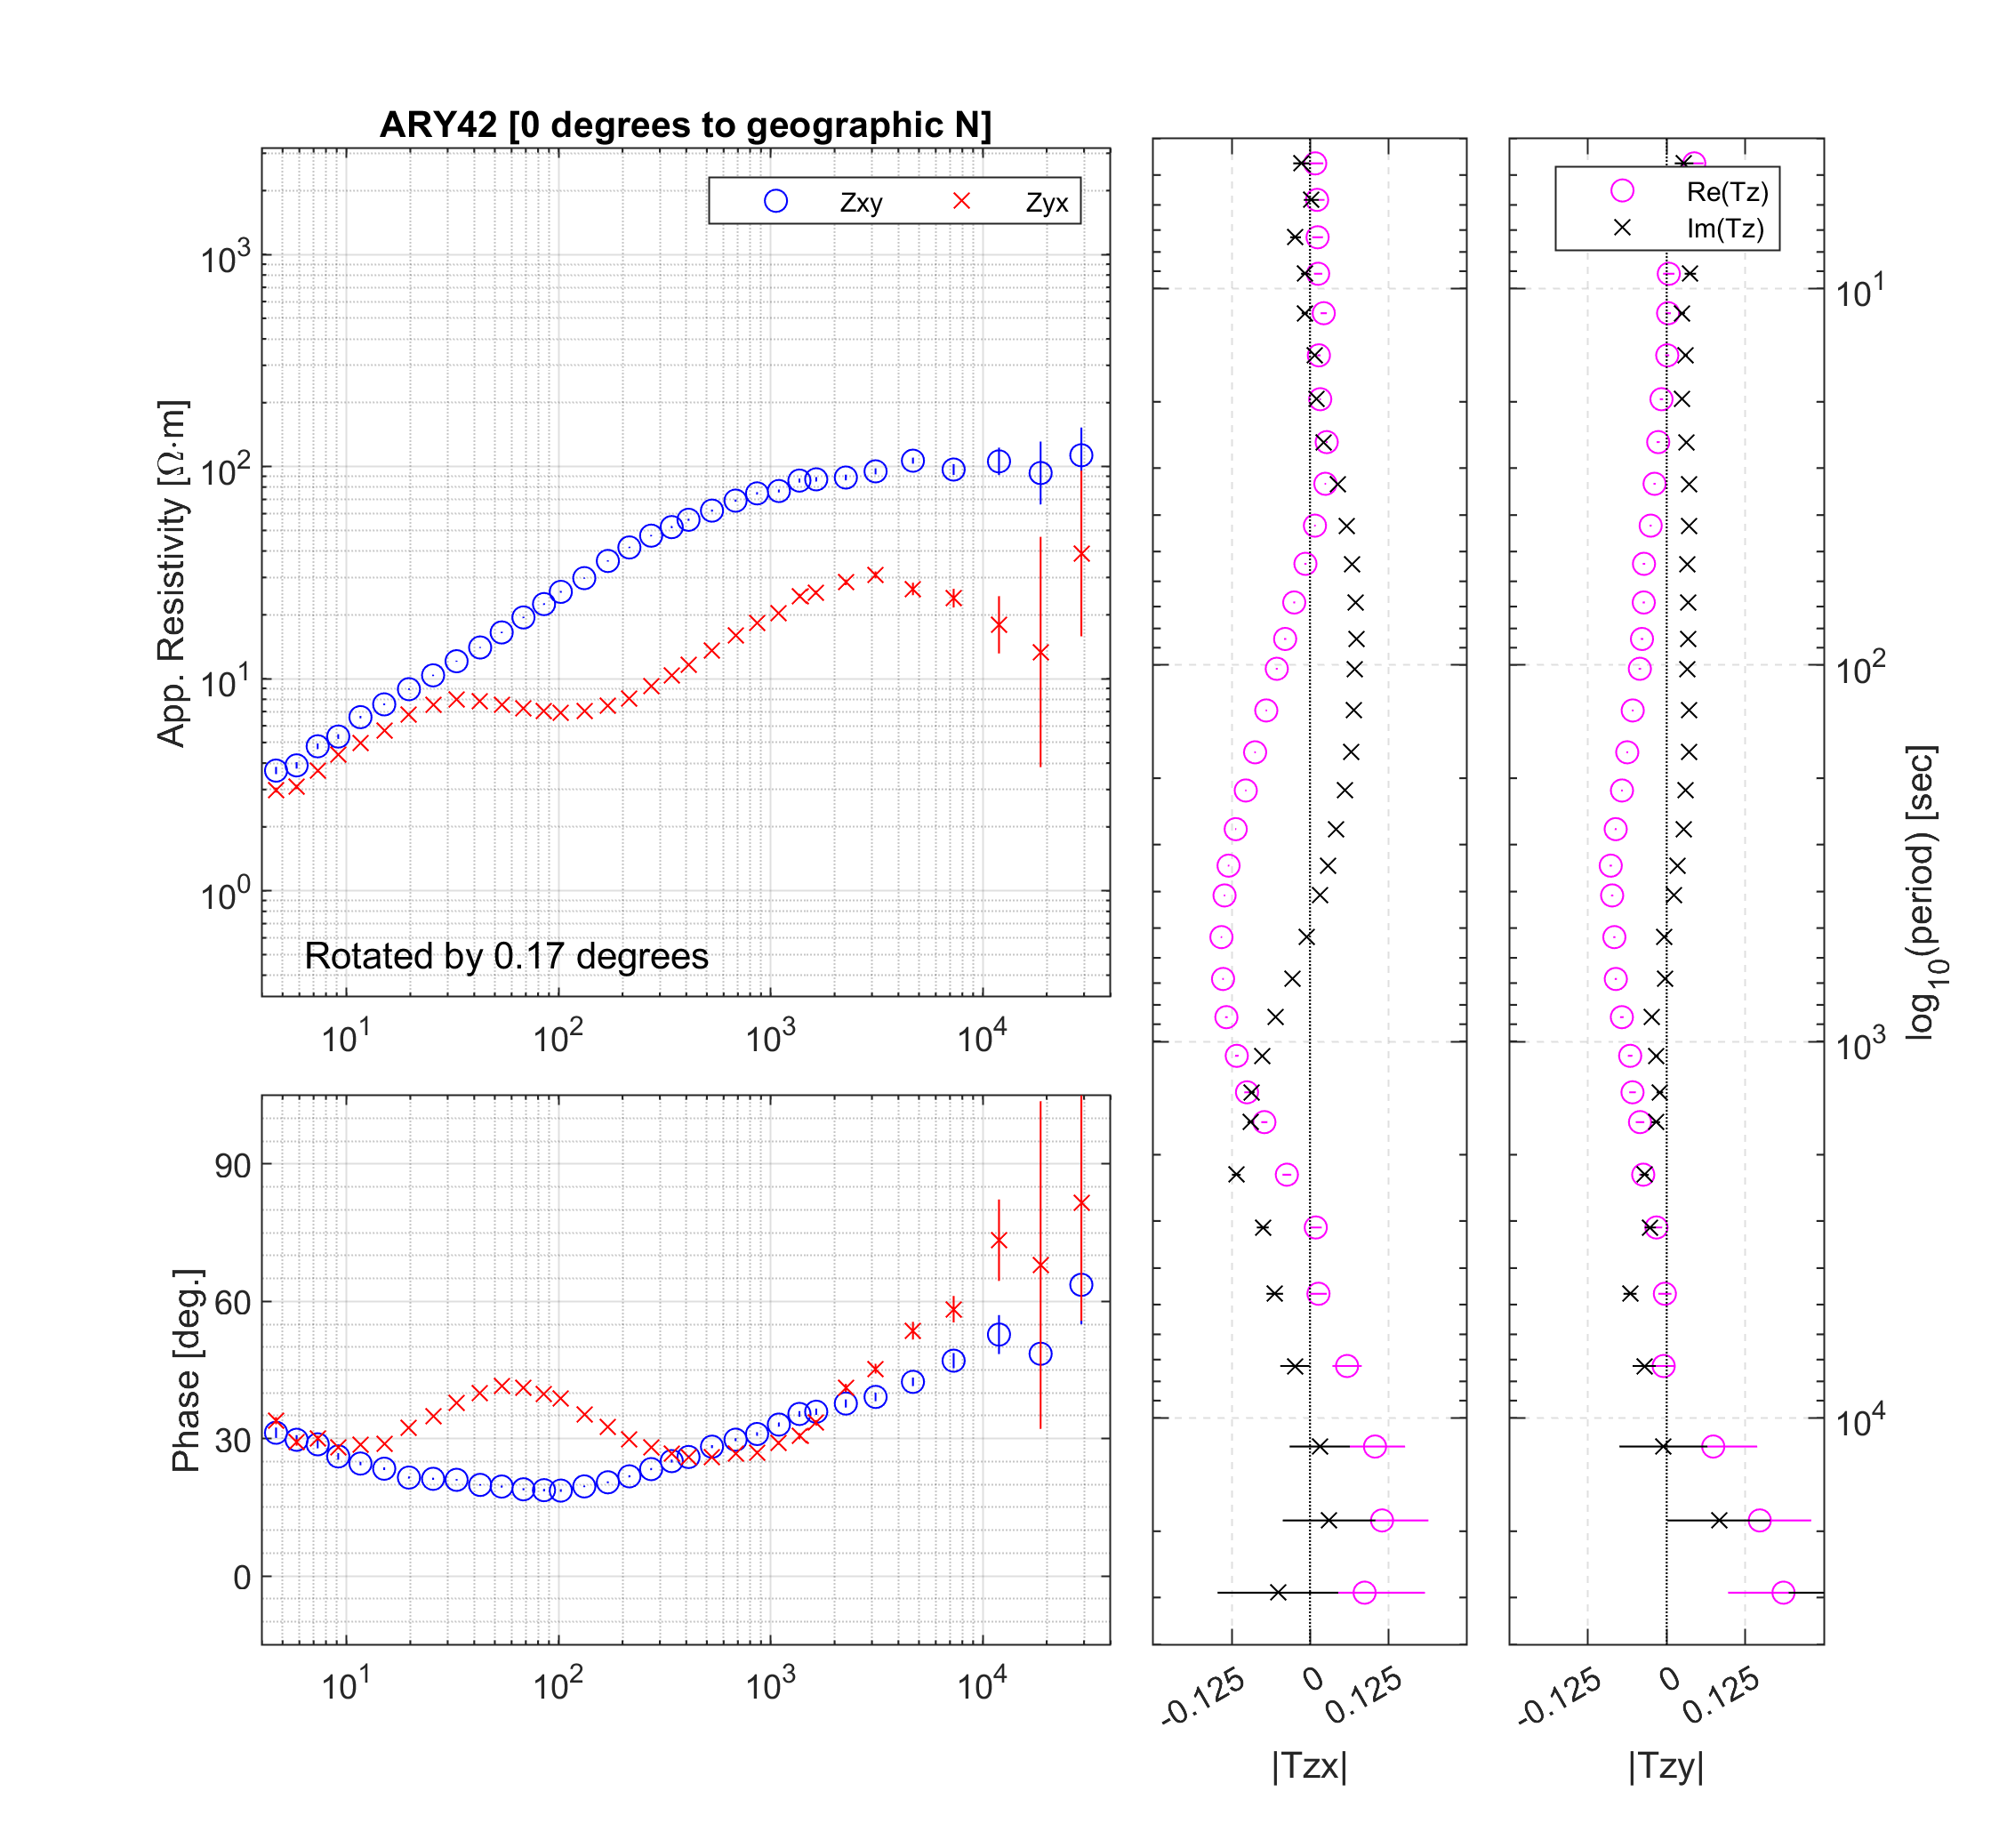 ARY42 [0 degrees to geographic N]
Zxy Zyx
App. Resistivity [Ω·m]
10^3
10^2
10^1
10^0
Rotated by 0.17 degrees
10^1 10^2 10^3 10^4
Phase [deg.]
90
60
30
0
10^1 10^2 10^3 10^4
-0.125 0 0.125
|Tzx|
Re(Tz)
Im(Tz)
-0.125 0 0.125
|Tzy|
10^1
10^2
10^3
10^4
log_10(period) [sec]